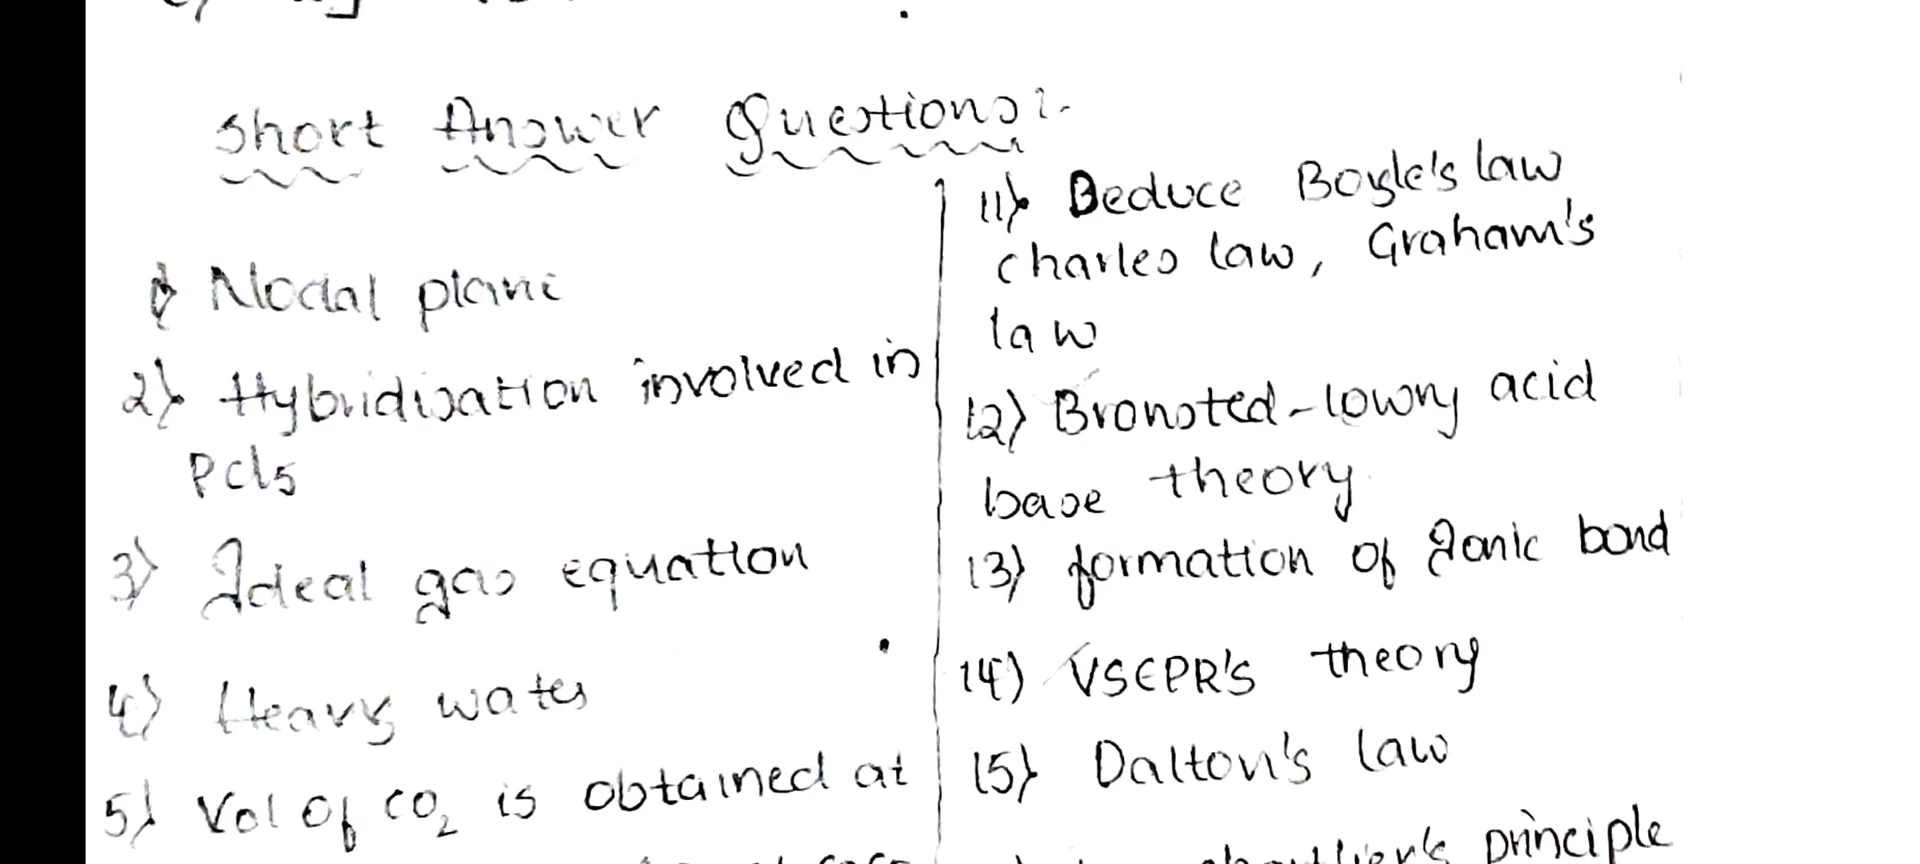 Short Answer Questions:-
1) Nodal plane
2) Hybridisation involved in
PCl5
3) Ideal gas equation
4) Heavy water
5) Vol of CO2 is obtained at
11) Deduce Boyle's law
Charles law, Graham's
law
12) Bronsted-lowry acid
base theory
13) formation of Ionic bond
14) VSEPR's theory
15) Dalton's law
principle